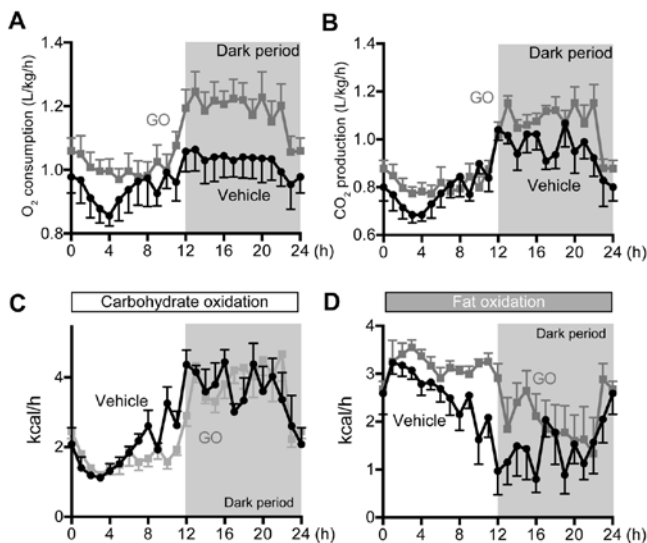 A
B
1.4
1.2
1.0
0.8
O₂ consumption (L/kg/h)
Dark period
GO
Vehicle
0 4 8 12 16 20 24 (h)
1.4
1.2
1.0
0.8
0.6
CO₂ production (L/kg/h)
Dark period
GO
Vehicle
0 4 8 12 16 20 24 (h)
C
Carbohydrate oxidation
4
2
0
kcal/h
Vehicle
GO
Dark period
0 4 8 12 16 20 24 (h)
D
Fat oxidation
4
3
2
1
0
kcal/h
Dark period
GO
Vehicle
0 4 8 12 16 20 24 (h)